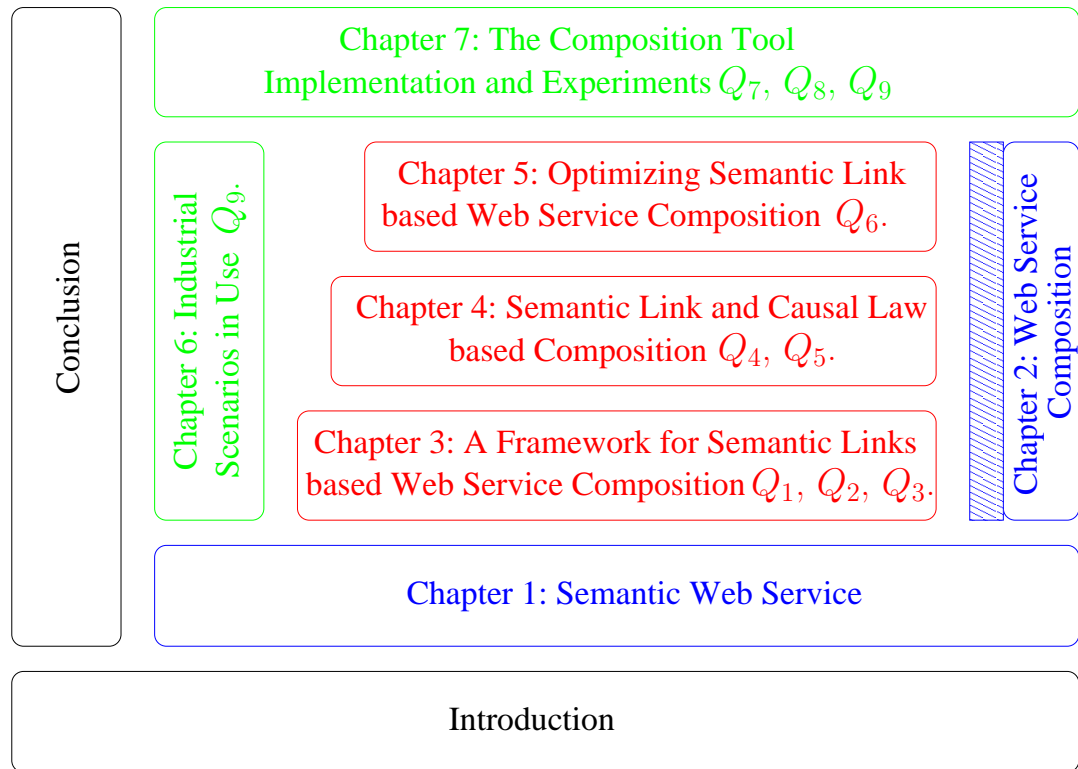 Chapter 7: The Composition Tool
Implementation and Experiments Q7, Q8, Q9
Conclusion
Chapter 6: Industrial
Scenarios in Use Q9.
Chapter 5: Optimizing Semantic Link
based Web Service Composition Q6.
Chapter 4: Semantic Link and Causal Law
based Composition Q4, Q5.
Chapter 3: A Framework for Semantic Links
based Web Service Composition Q1, Q2, Q3.
Chapter 2: Web Service
Composition
Chapter 1: Semantic Web Service
Introduction